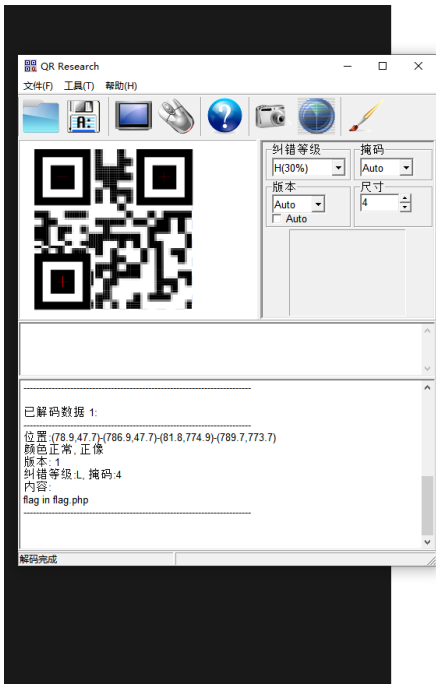 QR Research
文件(F) 工具(T) 帮助(H)
纠错等级
掩码
H(30%)
Auto
版本
尺寸
Auto
4
Auto
--------------------------------------------------------------------------------
已解码数据 1:
--------------------------------------------------------------------------------
位置:(78.9,47.7)-(786.9,47.7)-(81.8,774.9)-(789.7,773.7)
颜色正常, 正像
版本: 1
纠错等级:L, 掩码:4
内容:
flag in flag.php
--------------------------------------------------------------------------------
解码完成